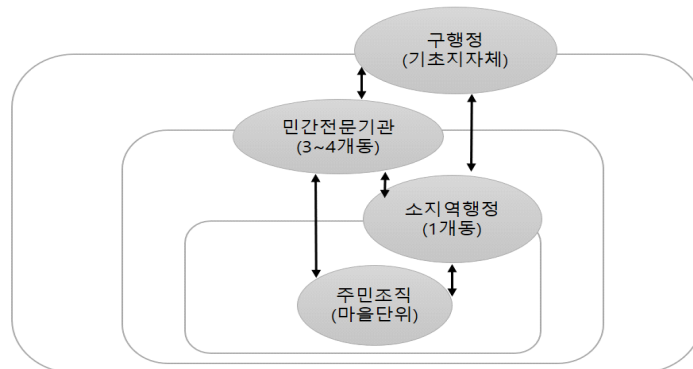 구행정
(기초지자체)
민간전문기관
(3~4개동)
소지역행정
(1개동)
주민조직
(마을단위)